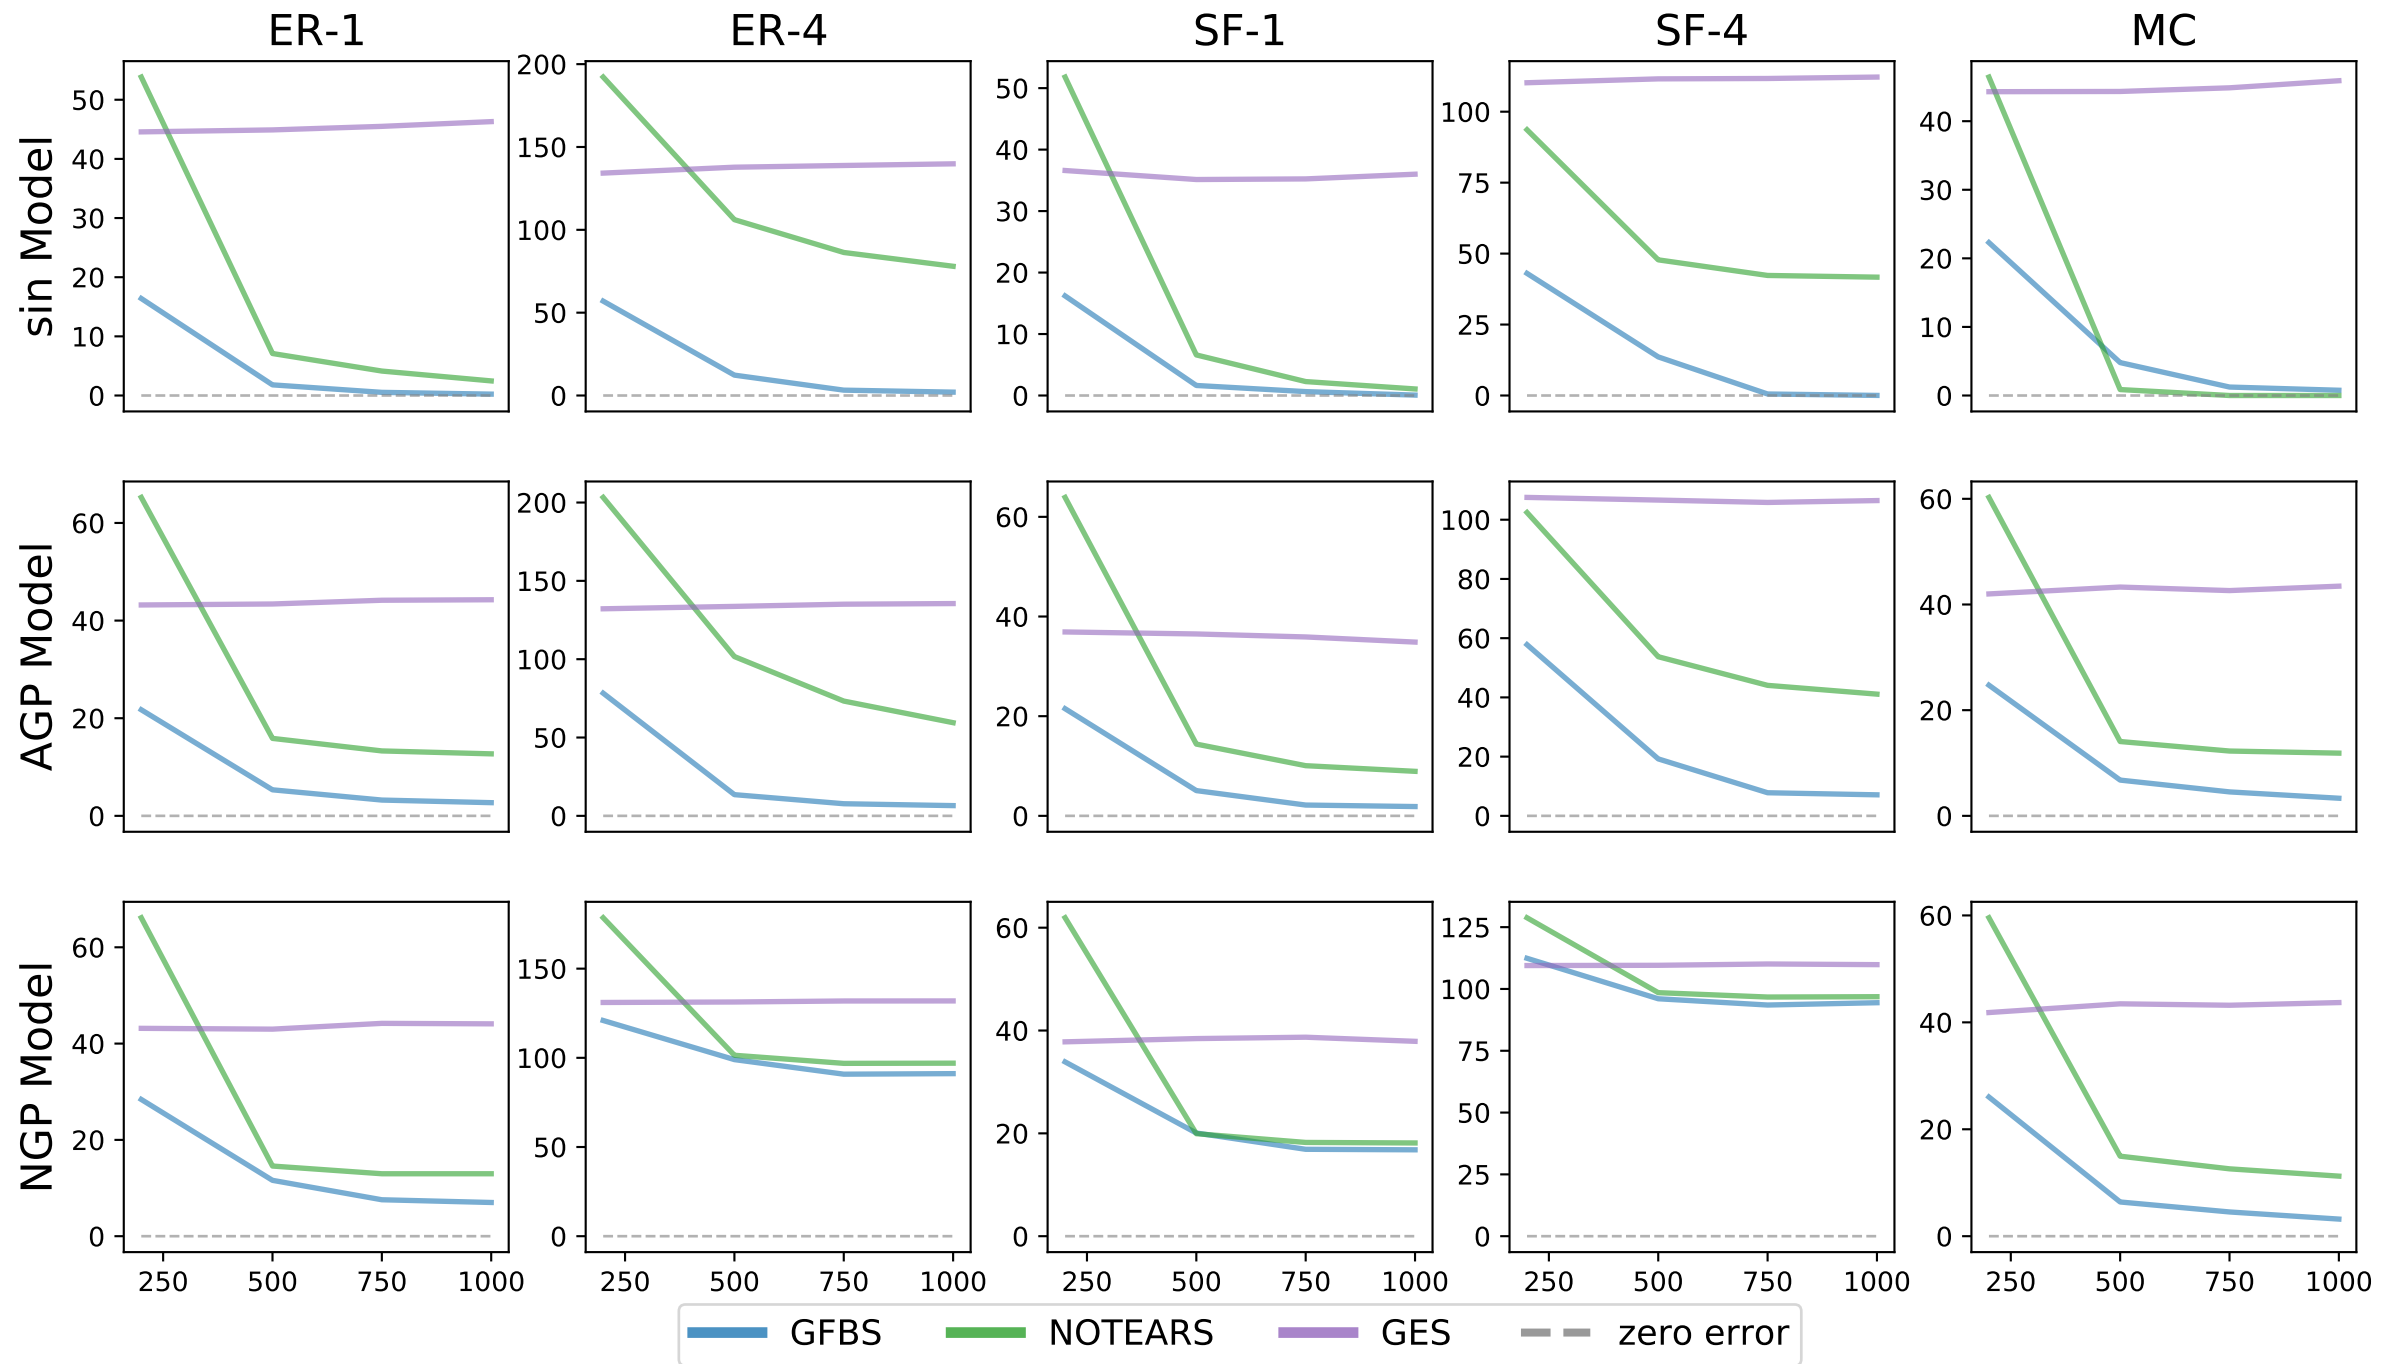 ER-1 ER-4 SF-1 SF-4 MC
sin Model
50 40 30 20 10 0
200 150 100 50 0
50 40 30 20 10 0
100 75 50 25 0
40 30 20 10 0
AGP Model
60 40 20 0
200 150 100 50 0
60 40 20 0
100 80 60 40 20 0
60 40 20 0
NGP Model
60 40 20 0
150 100 50 0
60 40 20 0
125 100 75 50 25 0
60 40 20 0
250 500 750 1000 250 500 750 1000 250 500 750 1000 250 500 750 1000 250 500 750 1000
GFBS NOTEARS GES zero error